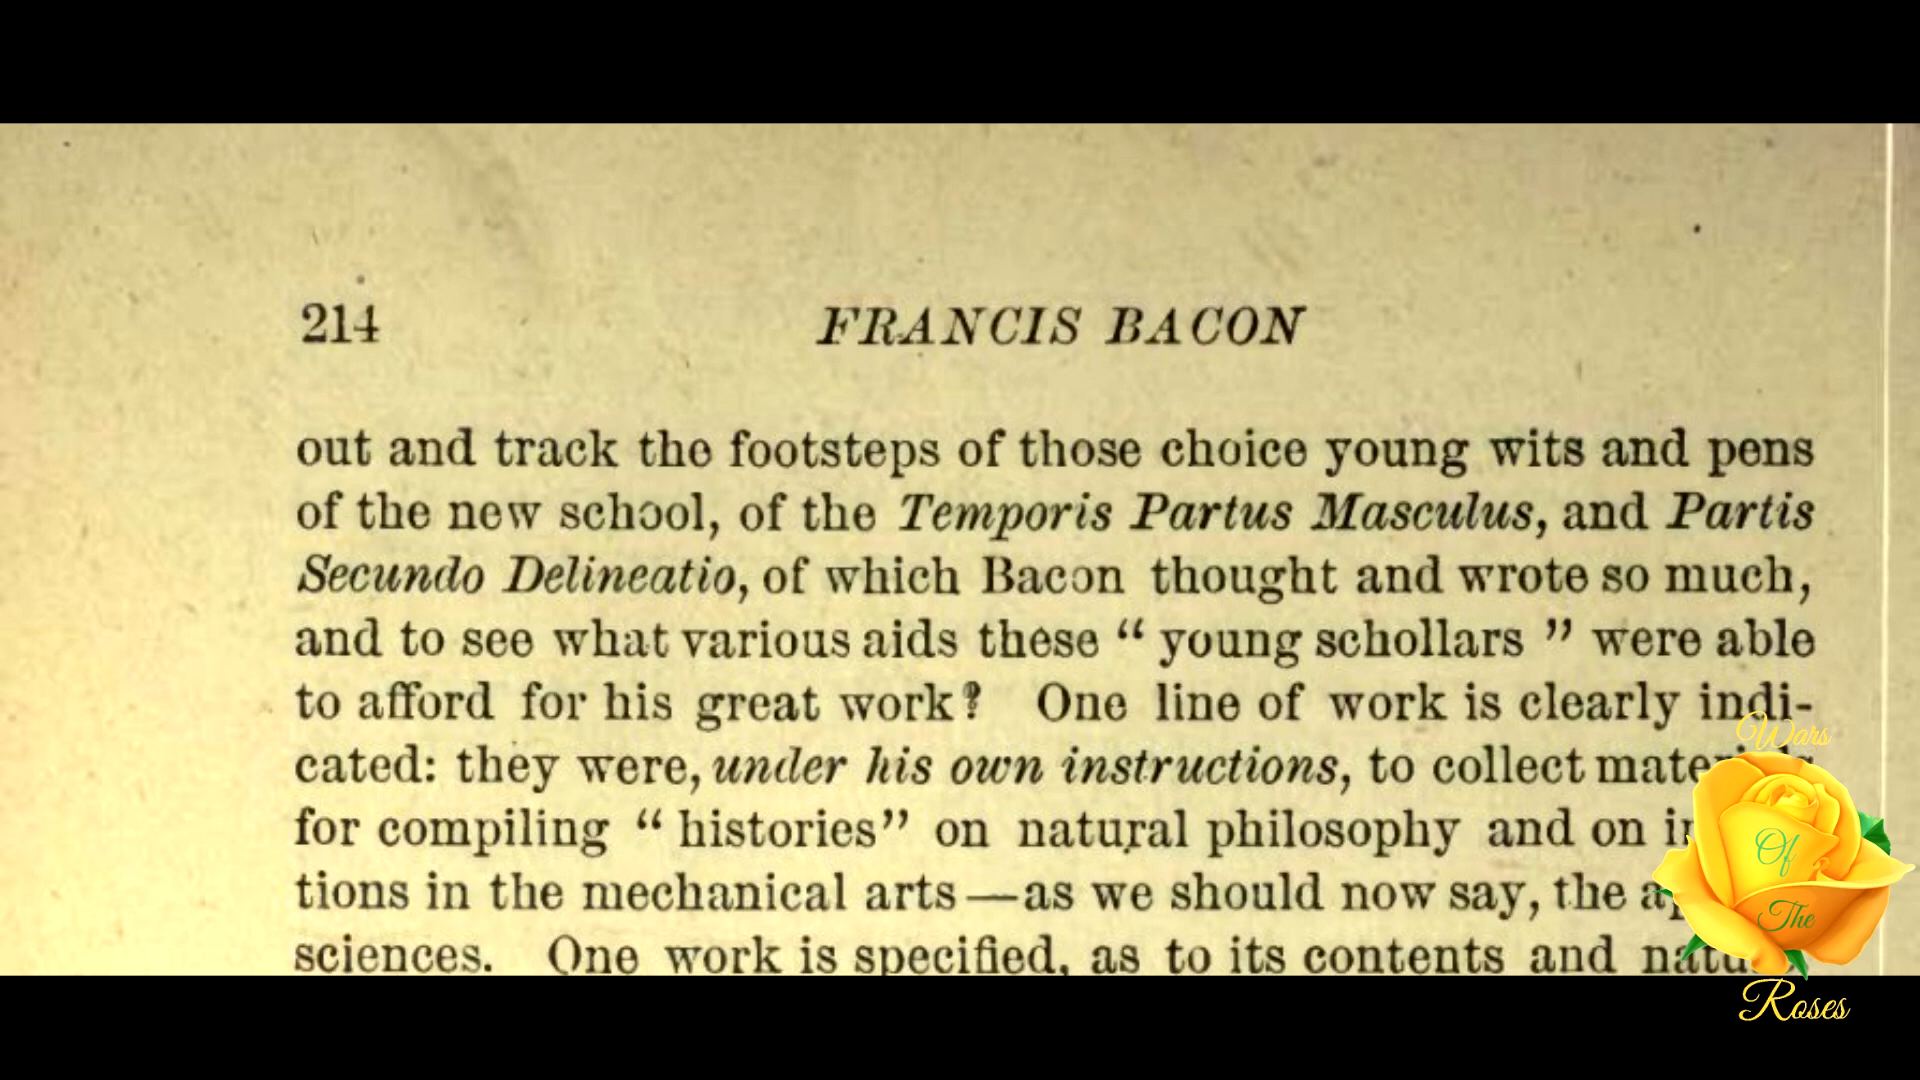 214 FRANCIS BACON
out and track the footsteps of those choice young wits and pens
of the new school, of the Temporis Partus Masculus, and Partis
Secundo Delineatio, of which Bacon thought and wrote so much,
and to see what various aids these “ young schollars ” were able
to afford for his great work? One line of work is clearly indi-
cated: they were, under his own instructions, to collect
for compiling “ histories” on natural philosophy and on
tions in the mechanical arts—as we should now say, the
sciences. One work is specified, as to its contents and
Wars
Of
The
Roses